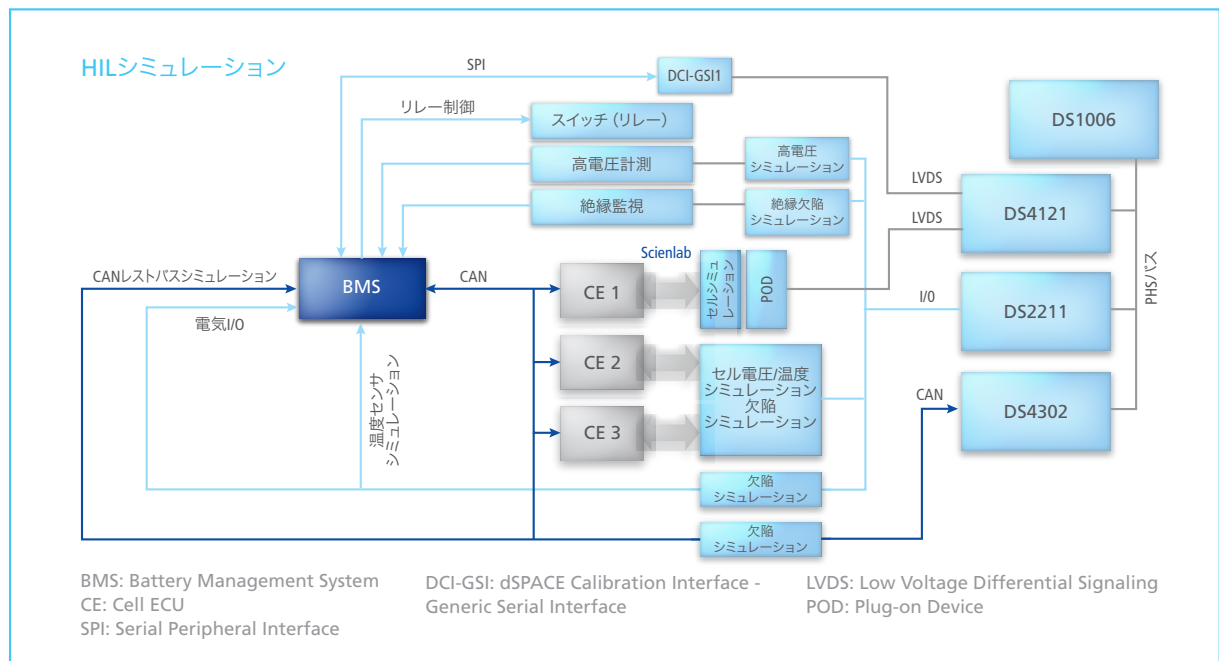 HILシミュレーション
SPI
DCI-GSI1
リレー制御
スイッチ（リレー）
DS1006
高電圧計測
高電圧
シミュレーション
LVDS
絶縁監視
絶縁欠陥
シミュレーション
LVDS
DS4121
CANレストバスシミュレーション
BMS
CAN
Scienlab
CE 1
セルシミュ
レーション
POD
PHSバス
電気I/O
I/O
DS2211
CE 2
セル電圧/温度
シミュレーション
欠陥
シミュレーション
温度センサ
シミュレーション
CE 3
CAN
DS4302
欠陥
シミュレーション
欠陥
シミュレーション
BMS: Battery Management System
CE: Cell ECU
SPI: Serial Peripheral Interface
DCI-GSI: dSPACE Calibration Interface -
Generic Serial Interface
LVDS: Low Voltage Differential Signaling
POD: Plug-on Device